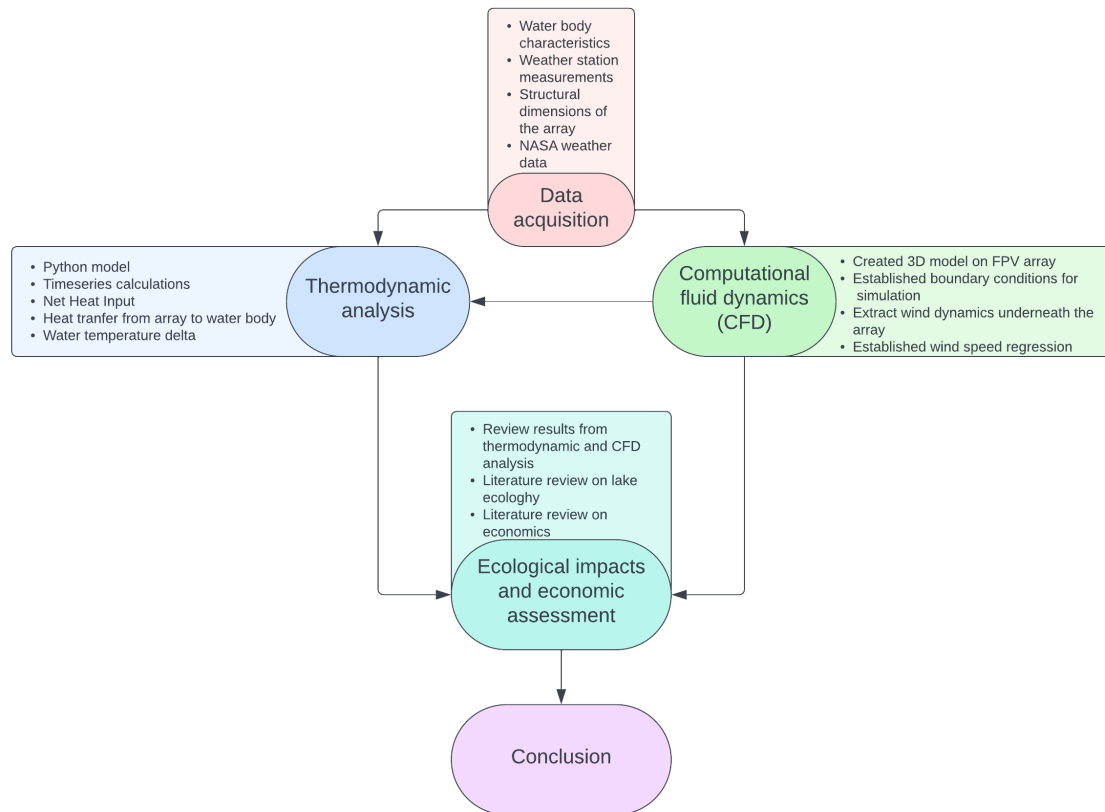 • Water body
characteristics
• Weather station
measurements
• Structural
dimensions of
the array
• NASA weather
data
Data
acquisition
• Python model
• Timeseries calculations
• Net Heat Input
• Heat tranfer from array to water body
• Water temperature delta
Thermodynamic
analysis
Computational
fluid dynamics
(CFD)
• Created 3D model on FPV array
• Established boundary conditions for
simulation
• Extract wind dynamics underneath the
array
• Established wind speed regression
• Review results from
thermodynamic and CFD
analysis
• Literature review on lake
ecologhy
• Literature review on
economics
Ecological impacts
and economic
assessment
Conclusion